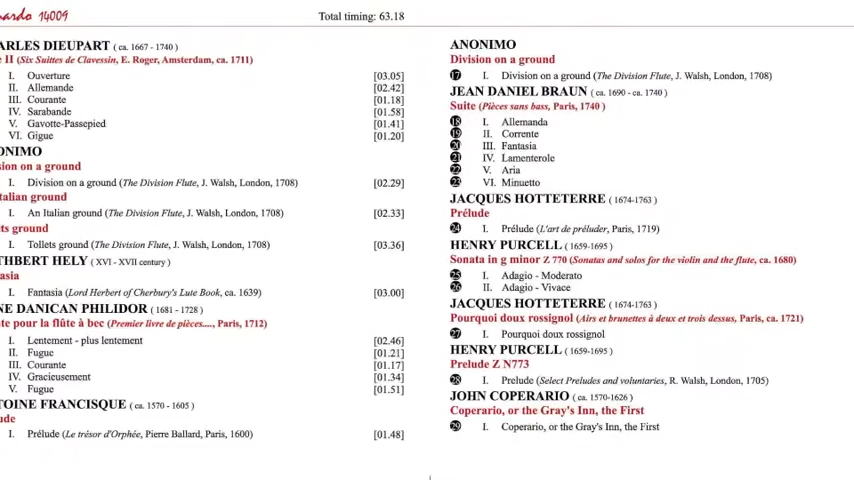 nardo 14009
Total timing: 63.18
ARLES DIEUPART ( ca. 1667 - 1740 )
e II (Six Suittes de Clavessin, E. Roger, Amsterdam, ca. 1711)
I. Ouverture [03.05]
II. Allemande [02.42]
III. Courante [01.18]
IV. Sarabande [01.58]
V. Gavotte-Passepied [01.41]
VI. Gigue [01.20]
ONIMO
sion on a ground
I. Division on a ground (The Division Flute, J. Walsh, London, 1708) [02.29]
talian ground
I. An Italian ground (The Division Flute, J. Walsh, London, 1708) [02.33]
ts ground
I. Tollets ground (The Division Flute, J. Walsh, London, 1708) [03.36]
THBERT HELY ( XVI - XVII century )
asia
I. Fantasia (Lord Herbert of Cherbury's Lute Book, ca. 1639) [03.00]
NE DANICAN PHILIDOR ( 1681 - 1728 )
te pour la flûte à bec (Premier livre de pièces...., Paris, 1712)
I. Lentement - plus lentement [02.46]
II. Fugue [01.21]
III. Courante [01.17]
IV. Gracieusement [01.34]
V. Fugue [01.51]
TOINE FRANCISQUE ( ca. 1570 - 1605 )
ude
I. Prélude (Le trésor d'Orphée, Pierre Ballard, Paris, 1600) [01.48]
ANONIMO
Division on a ground
17 I. Division on a ground (The Division Flute, J. Walsh, London, 1708)
JEAN DANIEL BRAUN ( ca. 1690 - ca. 1740 )
Suite (Pièces sans bass, Paris, 1740 )
18 I. Allemanda
19 II. Corrente
20 III. Fantasia
21 IV. Lamenterole
22 V. Aria
23 VI. Minuetto
JACQUES HOTTETERRE ( 1674-1763 )
Prélude
24 I. Prélude (L'art de préluder, Paris, 1719)
HENRY PURCELL ( 1659-1695 )
Sonata in g minor Z 770 (Sonatas and solos for the violin and the flute, ca. 1680)
25 I. Adagio - Moderato
26 II. Adagio - Vivace
JACQUES HOTTETERRE ( 1674-1763 )
Pourquoi doux rossignol (Airs et brunettes à deux et trois dessus, Paris, ca. 1721)
27 I. Pourquoi doux rossignol
HENRY PURCELL ( 1659-1695 )
Prelude Z N773
28 I. Prelude (Select Preludes and voluntaries, R. Walsh, London, 1705)
JOHN COPERARIO ( ca. 1570-1626 )
Coperario, or the Gray's Inn, the First
29 I. Coperario, or the Gray's Inn, the First